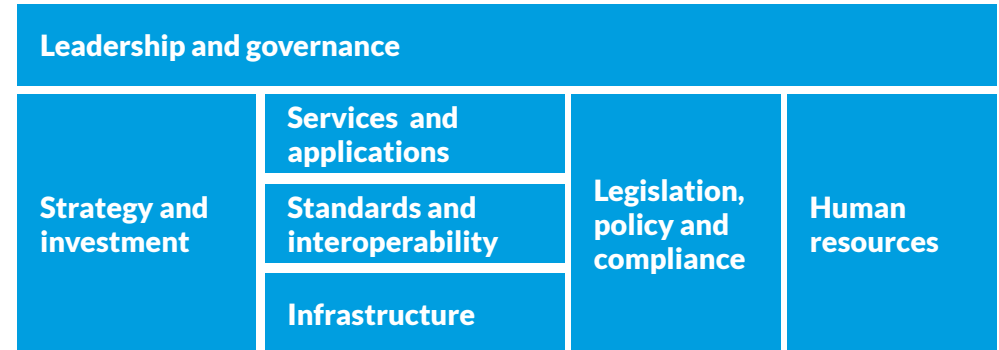 Leadership and governance
Strategy and
investment
Services and
applications
Standards and
interoperability
Infrastructure
Legislation,
policy and
compliance
Human
resources